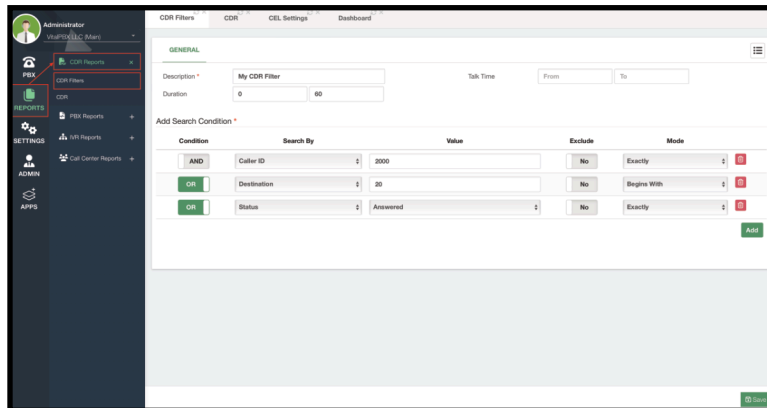 Administrator
VitalPBX LLC (Main)
CDR Filters
CDR
CEL Settings
Dashboard
PBX
REPORTS
SETTINGS
ADMIN
APPS
CDR Reports
CDR Filters
CDR
PBX Reports +
IVR Reports +
Call Center Reports +
GENERAL
Description * My CDR Filter Talk Time From To
Duration 0 60
Add Search Condition *
Condition Search By Value Exclude Mode
AND Caller ID 2000 No Exactly
OR Destination 20 No Begins With
OR Status Answered No Exactly
Add
Save